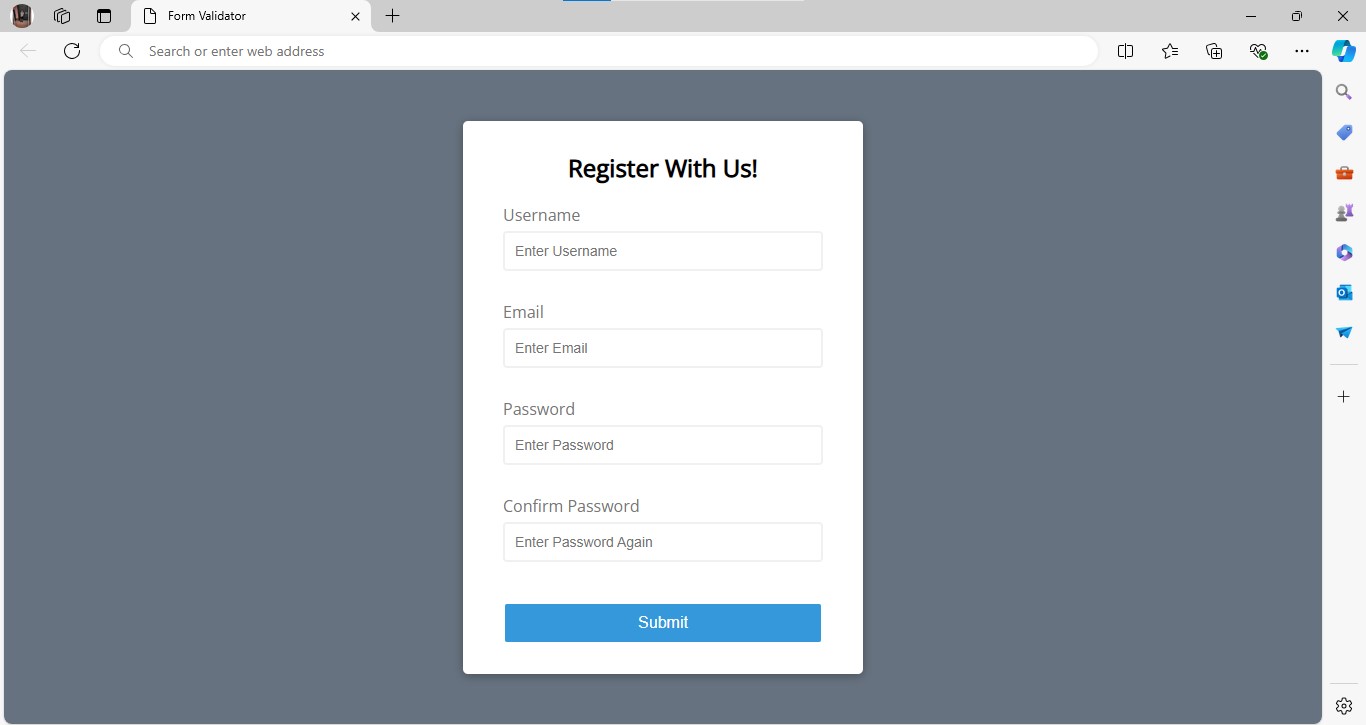 Form Validator
Search or enter web address
Register With Us!
Username
Enter Username
Email
Enter Email
Password
Enter Password
Confirm Password
Enter Password Again
Submit